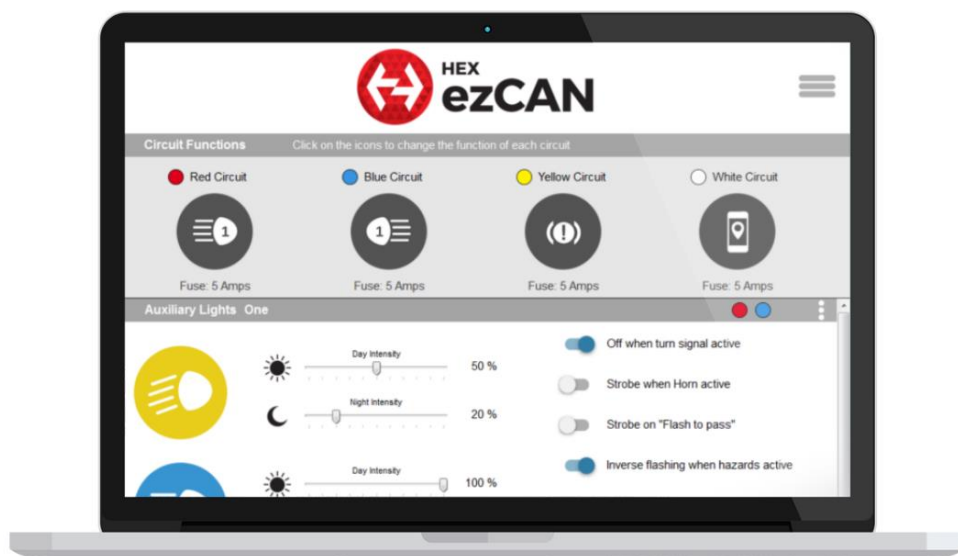 HEX
ezCAN
Circuit Functions Click on the icons to change the function of each circuit
Red Circuit Blue Circuit Yellow Circuit White Circuit
1 1 (!)
Fuse: 5 Amps Fuse: 5 Amps Fuse: 5 Amps Fuse: 5 Amps
Auxiliary Lights One
Day Intensity 50 % Off when turn signal active
Strobe when Horn active
Night Intensity 20 % Strobe on "Flash to pass"
Day Intensity 100 % Inverse flashing when hazards active